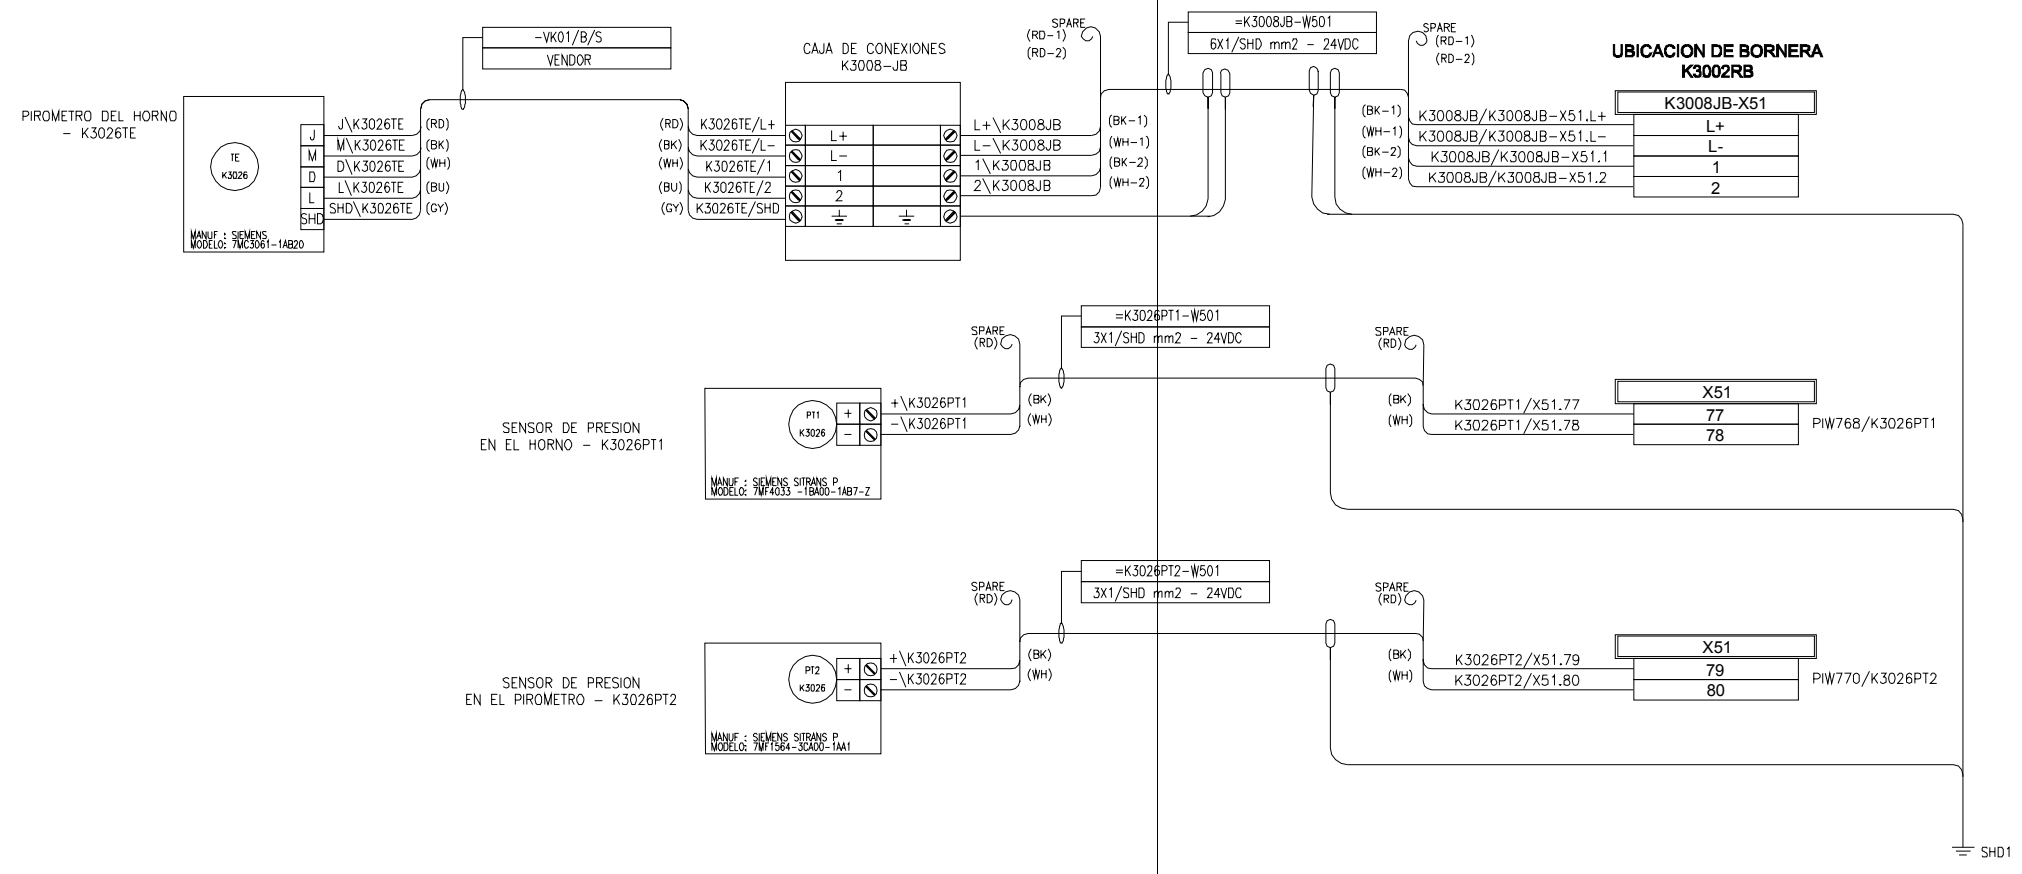 -VK01/B/S
VENDOR
PIROMETRO DEL HORNO
- K3026TE
TE
K3026
J
M
D
L
SHD
MANUF : SIEMENS
MODELO: 7MC3061-1AB20
J\K3026TE
M\K3026TE
D\K3026TE
L\K3026TE
SHD\K3026TE
(RD)
(BK)
(WH)
(BU)
(GY)
(RD)
(BK)
(WH)
(BU)
(GY)
K3026TE/L+
K3026TE/L-
K3026TE/1
K3026TE/2
K3026TE/SHD
CAJA DE CONEXIONES
K3008-JB
L+
L-
1
2
L+\K3008JB
L-\K3008JB
1\K3008JB
2\K3008JB
SPARE
(RD-1)
(RD-2)
(BK-1)
(WH-1)
(BK-2)
(WH-2)
=K3008JB-W501
6X1/SHD mm2 - 24VDC
SPARE
(RD-1)
(RD-2)
(BK-1)
(WH-1)
(BK-2)
(WH-2)
K3008JB/K3008JB-X51.L+
K3008JB/K3008JB-X51.L-
K3008JB/K3008JB-X51.1
K3008JB/K3008JB-X51.2
UBICACION DE BORNERA
K3002RB
K3008JB-X51
L+
L-
1
2
SENSOR DE PRESION
EN EL HORNO - K3026PT1
PT1
K3026
+
-
MANUF : SIEMENS SITRANS P
MODELO: 7MF4033 -1BA00-1AB7-Z
+\K3026PT1
-\K3026PT1
SPARE
(RD)
(BK)
(WH)
=K3026PT1-W501
3X1/SHD mm2 - 24VDC
SPARE
(RD)
(BK)
(WH)
K3026PT1/X51.77
K3026PT1/X51.78
X51
77
78
PIW768/K3026PT1
SENSOR DE PRESION
EN EL PIROMETRO - K3026PT2
PT2
K3026
+
-
MANUF : SIEMENS SITRANS P
MODELO: 7MF1564-3CA00-1AA1
+\K3026PT2
-\K3026PT2
SPARE
(RD)
(BK)
(WH)
=K3026PT2-W501
3X1/SHD mm2 - 24VDC
SPARE
(RD)
(BK)
(WH)
K3026PT2/X51.79
K3026PT2/X51.80
X51
79
80
PIW770/K3026PT2
SHD1